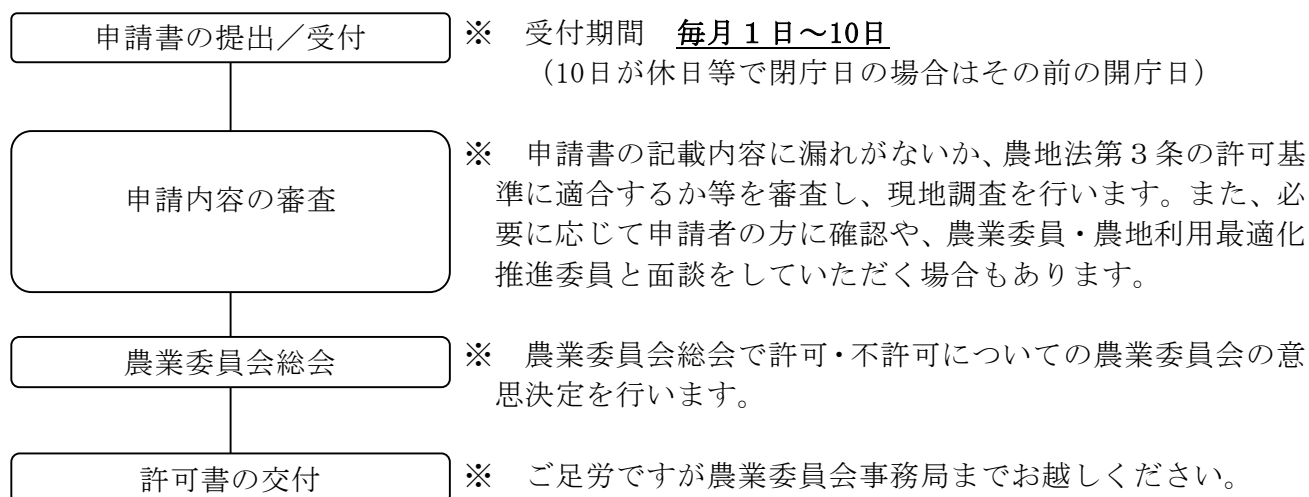 申請書の提出／受付
※　受付期間　毎月１日～10日
（10日が休日等で閉庁日の場合はその前の開庁日）
申請内容の審査
※　申請書の記載内容に漏れがないか、農地法第３条の許可基
準に適合するか等を審査し、現地調査を行います。また、必
要に応じて申請者の方に確認や、農業委員・農地利用最適化
推進委員と面談をしていただく場合もあります。
農業委員会総会
※　農業委員会総会で許可・不許可についての農業委員会の意
思決定を行います。
許可書の交付
※　ご足労ですが農業委員会事務局までお越しください。